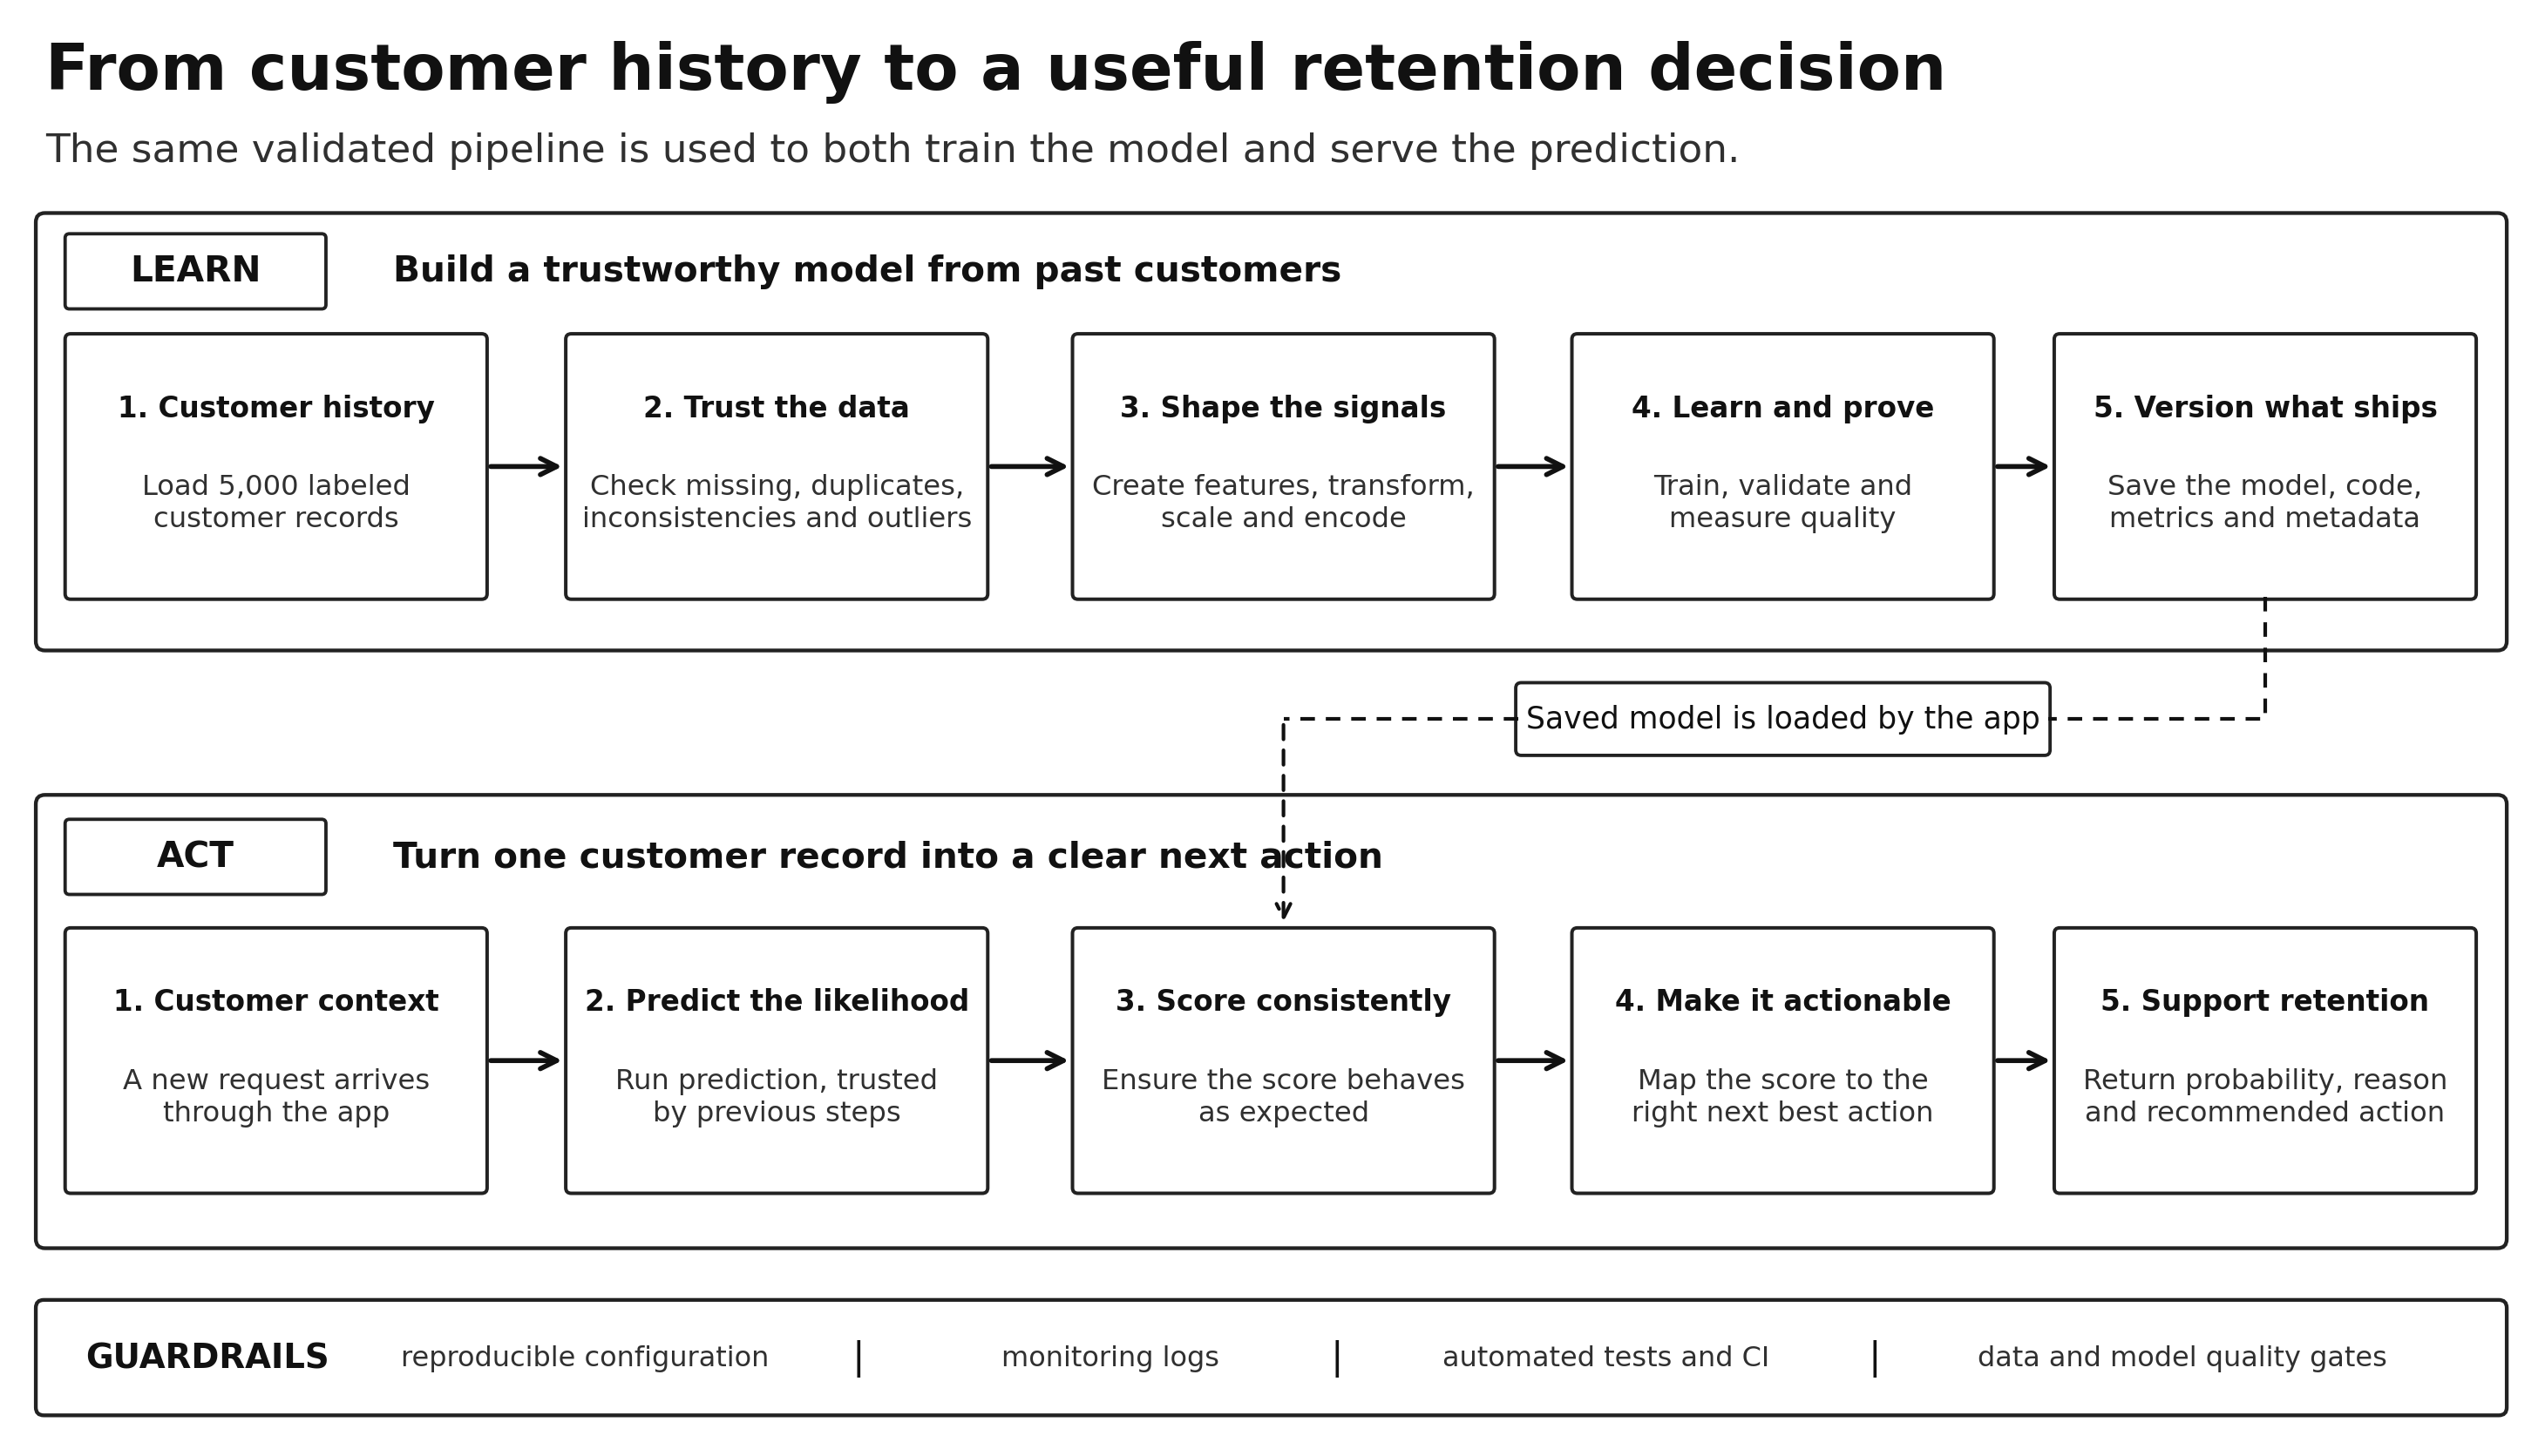 From customer history to a useful retention decision
The same validated pipeline is used to both train the model and serve the prediction.
LEARN
Build a trustworthy model from past customers
1. Customer history
Load 5,000 labeled
customer records
2. Trust the data
Check missing, duplicates,
inconsistencies and outliers
3. Shape the signals
Create features, transform,
scale and encode
4. Learn and prove
Train, validate and
measure quality
5. Version what ships
Save the model, code,
metrics and metadata
Saved model is loaded by the app
ACT
Turn one customer record into a clear next action
1. Customer context
A new request arrives
through the app
2. Predict the likelihood
Run prediction, trusted
by previous steps
3. Score consistently
Ensure the score behaves
as expected
4. Make it actionable
Map the score to the
right next best action
5. Support retention
Return probability, reason
and recommended action
GUARDRAILS
reproducible configuration
monitoring logs
automated tests and CI
data and model quality gates